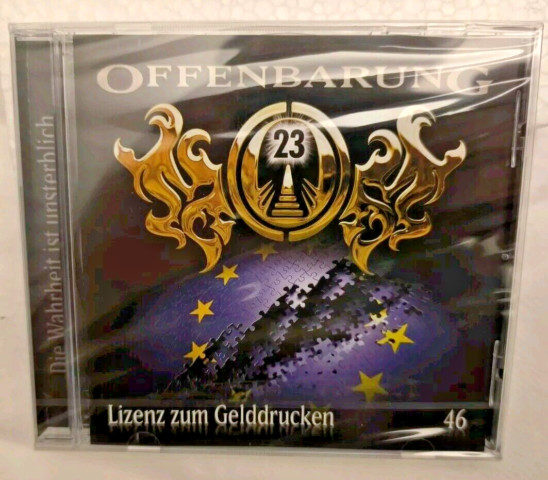 OFFENBARUNG
23
Die Wahrheit ist unsterblich
Lizenz zum Gelddrucken
46